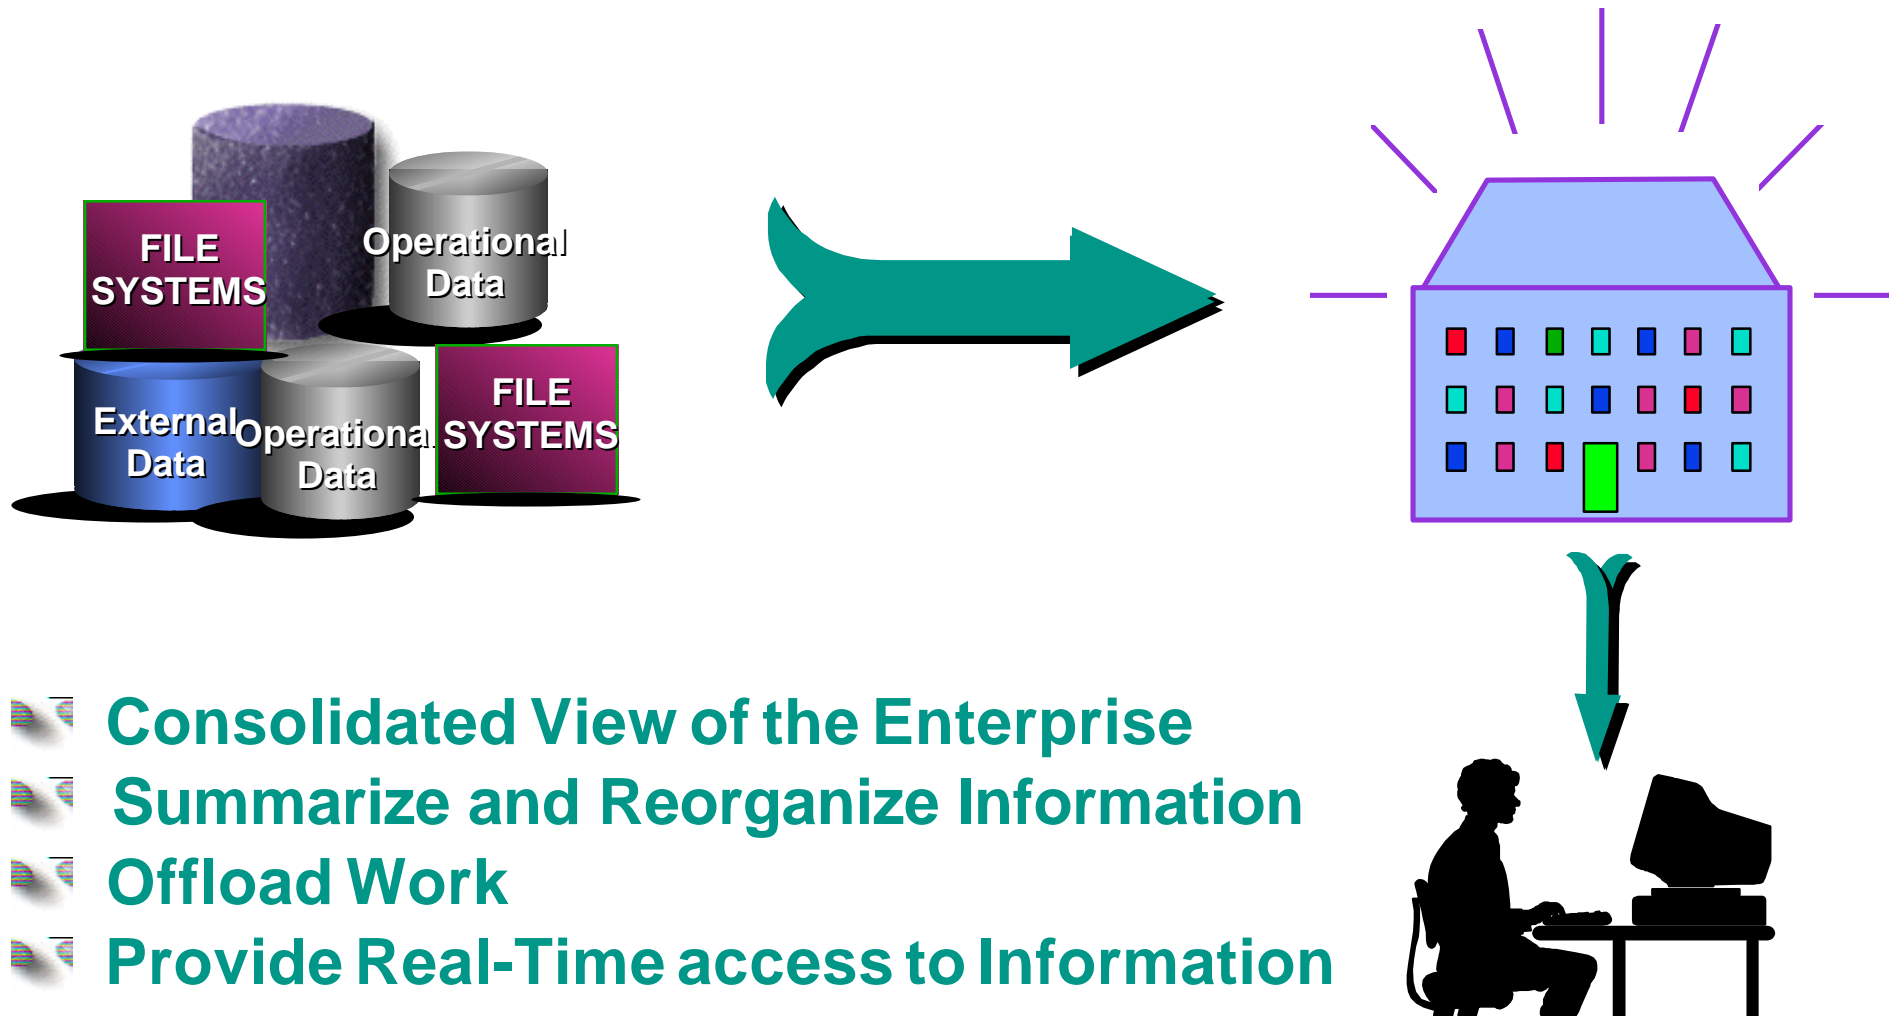 FILE
SYSTEMS
Operational
Data
External
Data
Operational
Data
FILE
SYSTEMS
Consolidated View of the Enterprise
Summarize and Reorganize Information
Offload Work
Provide Real-Time access to Information